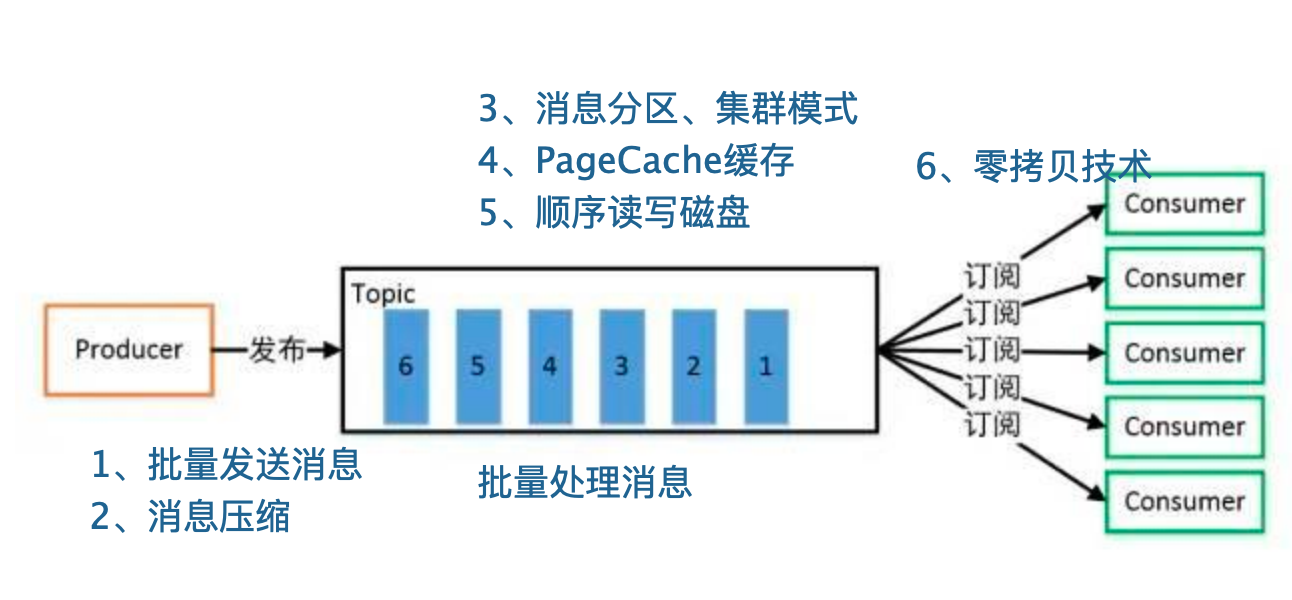 3、消息分区、集群模式
4、PageCache缓存
5、顺序读写磁盘
6、零拷贝技术
Producer
发布
Topic
6 5 4 3 2 1
订阅
订阅
订阅
订阅
订阅
Consumer
Consumer
Consumer
Consumer
Consumer
1、批量发送消息
2、消息压缩
批量处理消息